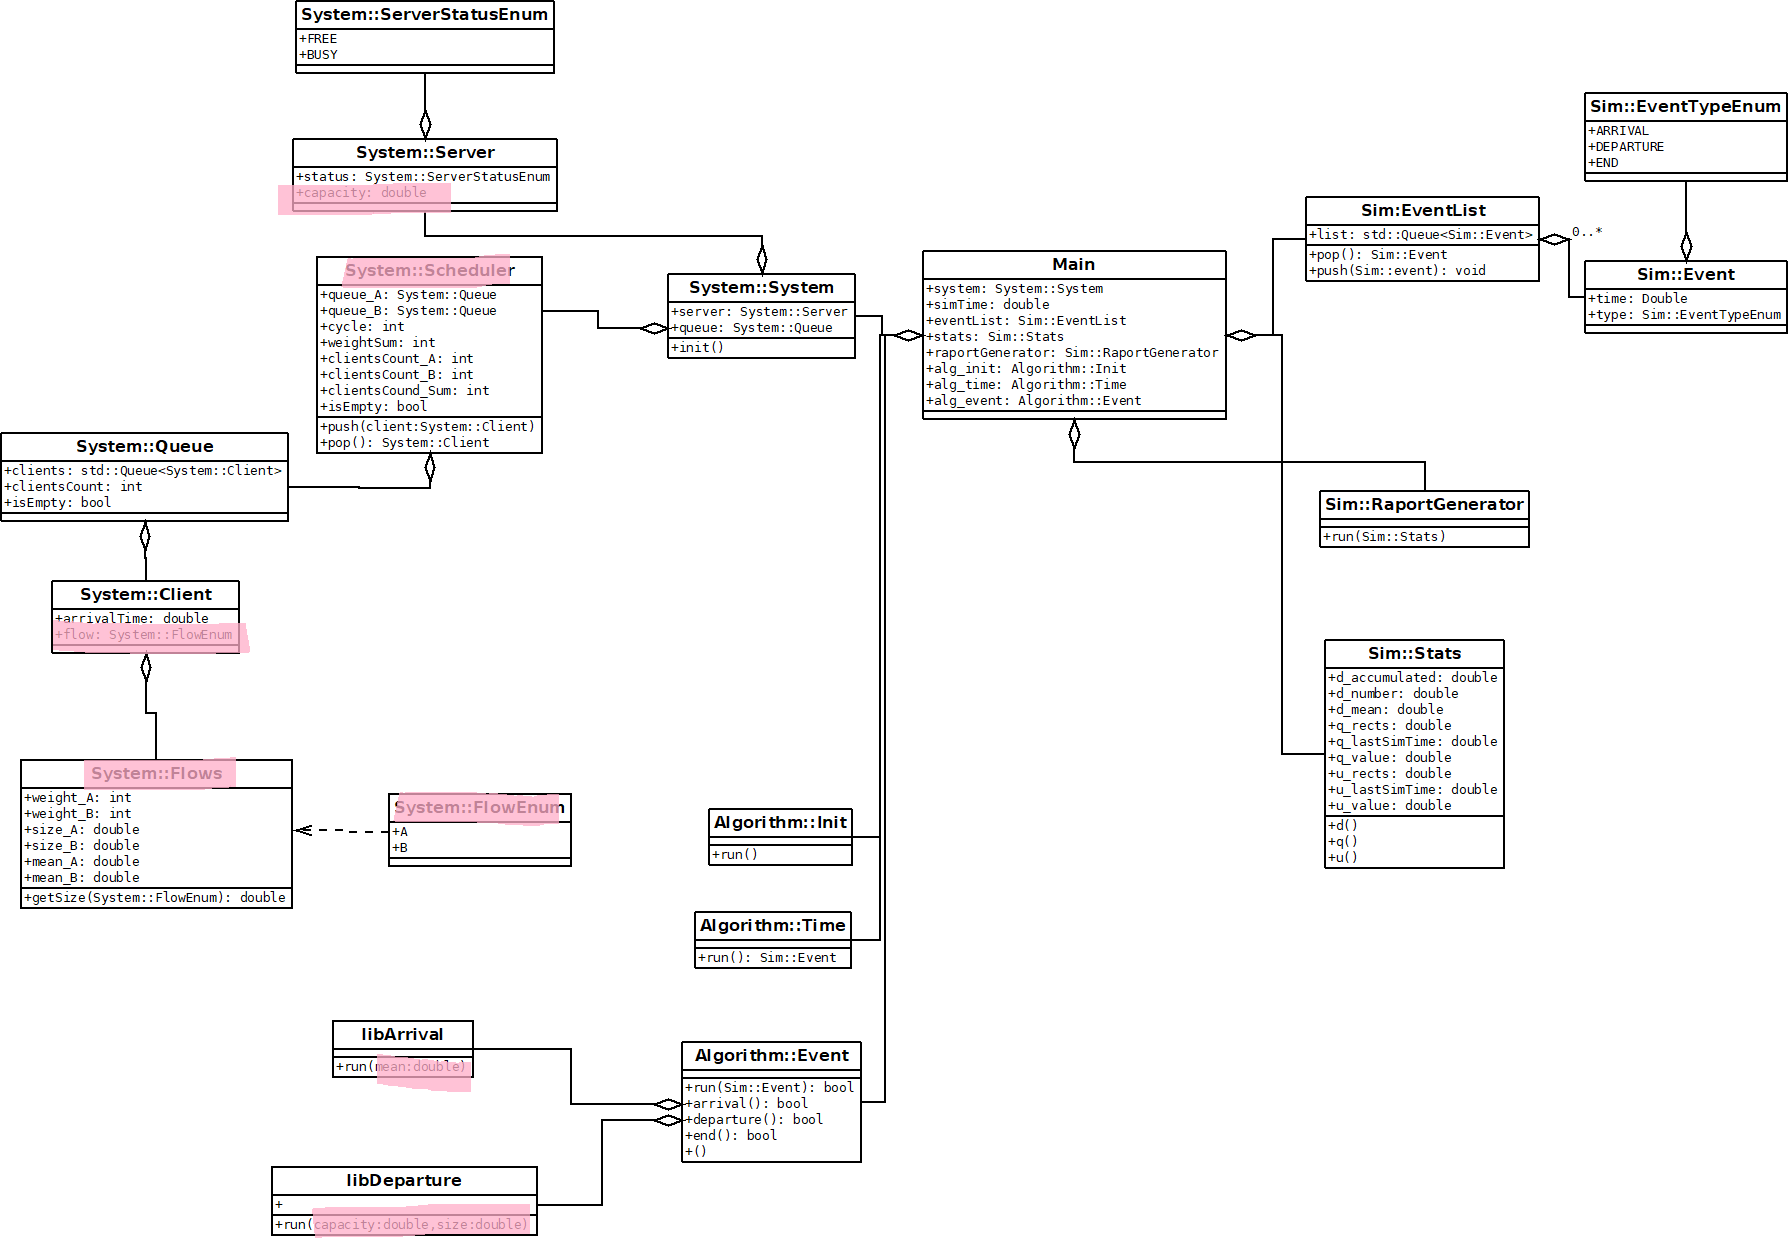 System::ServerStatusEnum
+FREE
+BUSY
System::Server
+status: System::ServerStatusEnum
+capacity: double
System::Scheduler
+queue_A: System::Queue
+queue_B: System::Queue
+cycle: int
+weightSum: int
+clientsCount_A: int
+clientsCount_B: int
+clientsCound_Sum: int
+isEmpty: bool
+push(client:System::Client)
+pop(): System::Client
System::System
+server: System::Server
+queue: System::Queue
+init()
Main
+system: System::System
+simTime: double
+eventList: Sim::EventList
+stats: Sim::Stats
+raportGenerator: Sim::RaportGenerator
+alg_init: Algorithm::Init
+alg_time: Algorithm::Time
+alg_event: Algorithm::Event
Sim:EventList
+list: std::Queue<Sim::Event>
+pop(): Sim::Event
+push(Sim::event): void
0..*
Sim::EventTypeEnum
+ARRIVAL
+DEPARTURE
+END
Sim::Event
+time: Double
+type: Sim::EventTypeEnum
System::Queue
+clients: std::Queue<System::Client>
+clientsCount: int
+isEmpty: bool
Sim::RaportGenerator
+run(Sim::Stats)
System::Client
+arrivalTime: double
+flow: System::FlowEnum
Sim::Stats
+d_accumulated: double
+d_number: double
+d_mean: double
+q_rects: double
+q_lastSimTime: double
+q_value: double
+u_rects: double
+u_lastSimTime: double
+u_value: double
+d()
+q()
+u()
System::Flows
+weight_A: int
+weight_B: int
+size_A: double
+size_B: double
+mean_A: double
+mean_B: double
+getSize(System::FlowEnum): double
System::FlowEnum
+A
+B
Algorithm::Init
+run()
Algorithm::Time
+run(): Sim::Event
libArrival
+run(mean:double)
Algorithm::Event
+run(Sim::Event): bool
+arrival(): bool
+departure(): bool
+end(): bool
+()
libDeparture
+
+run(capacity:double,size:double)